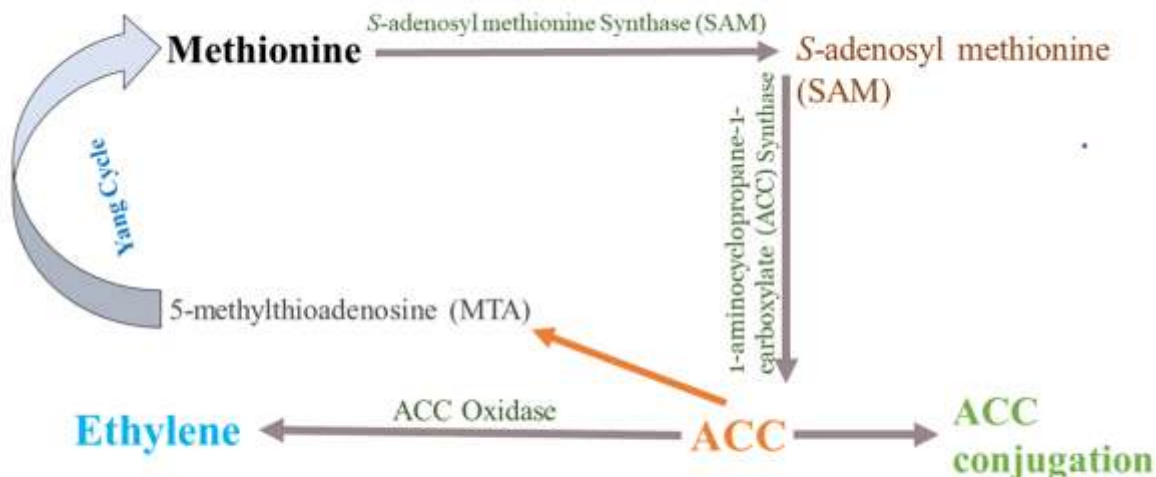 S-adenosyl methionine Synthase (SAM)
Methionine
S-adenosyl methionine
(SAM)
1-aminocyclopropane-1-
carboxylate (ACC) Synthase
Yang Cycle
5-methylthioadenosine (MTA)
ACC Oxidase
Ethylene
ACC
ACC
conjugation